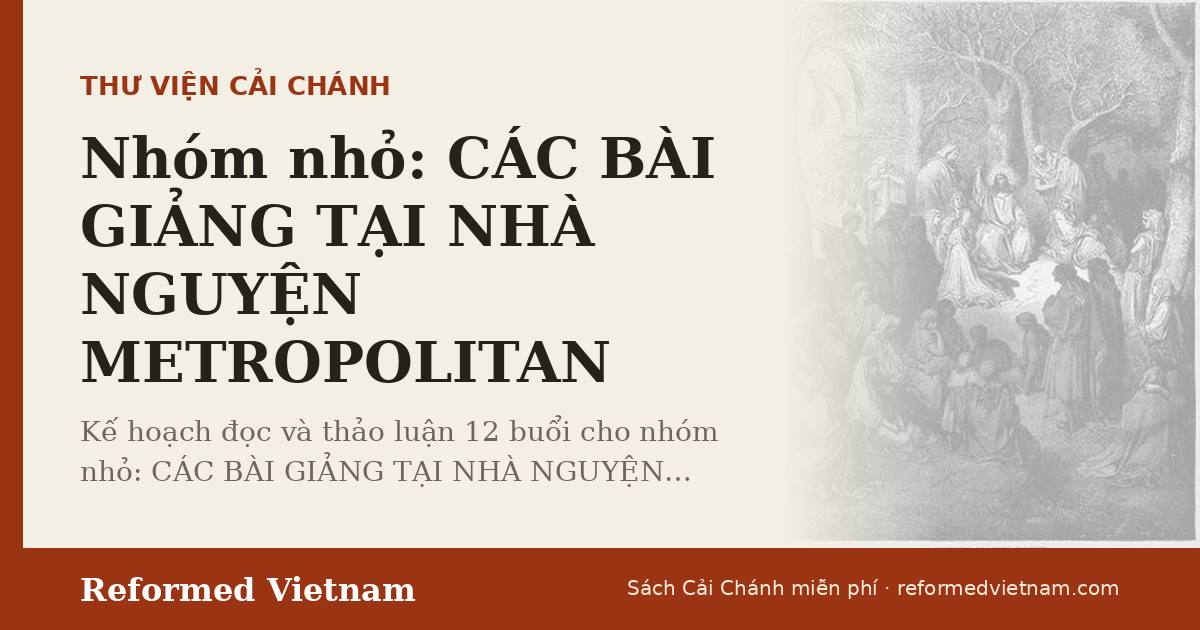 THƯ VIỆN CẢI CHÁNH
Nhóm nhỏ: CÁC BÀI
GIẢNG TẠI NHÀ
NGUYỆN
METROPOLITAN
Kế hoạch đọc và thảo luận 12 buổi cho nhóm
nhỏ: CÁC BÀI GIẢNG TẠI NHÀ NGUYỆN...
Reformed Vietnam
Sách Cải Chánh miễn phí · reformedvietnam.com